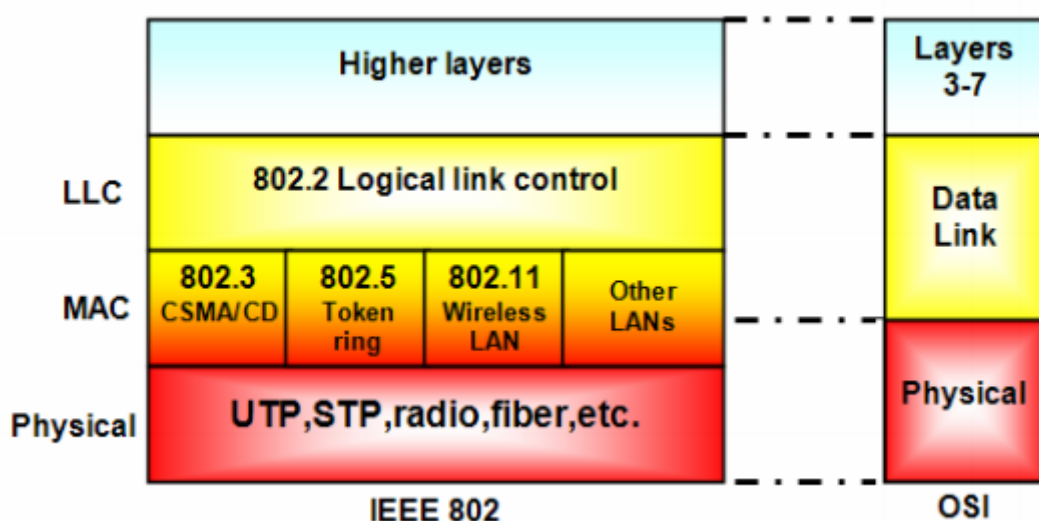 Higher layers
Layers
3-7
LLC
802.2 Logical link control
Data
Link
MAC
802.3
CSMA/CD
802.5
Token
ring
802.11
Wireless
LAN
Other
LANs
Physical
UTP,STP,radio,fiber,etc.
Physical
IEEE 802
OSI